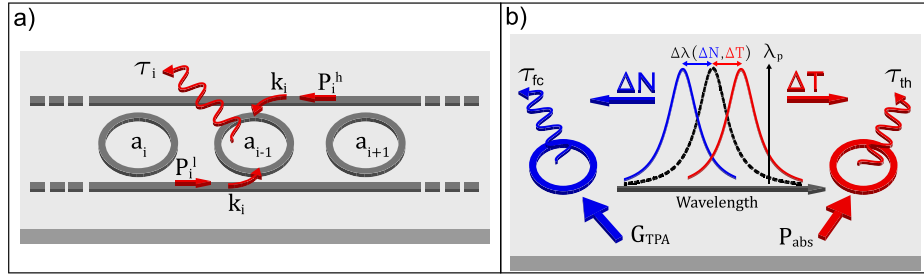 a)
τi
ki
Pih
ai
ai-1
ai+1
Pil
ki
b)
Δλ(ΔN,ΔT)
λp
τfc
ΔN
ΔT
τth
Wavelength
GTPA
Pabs